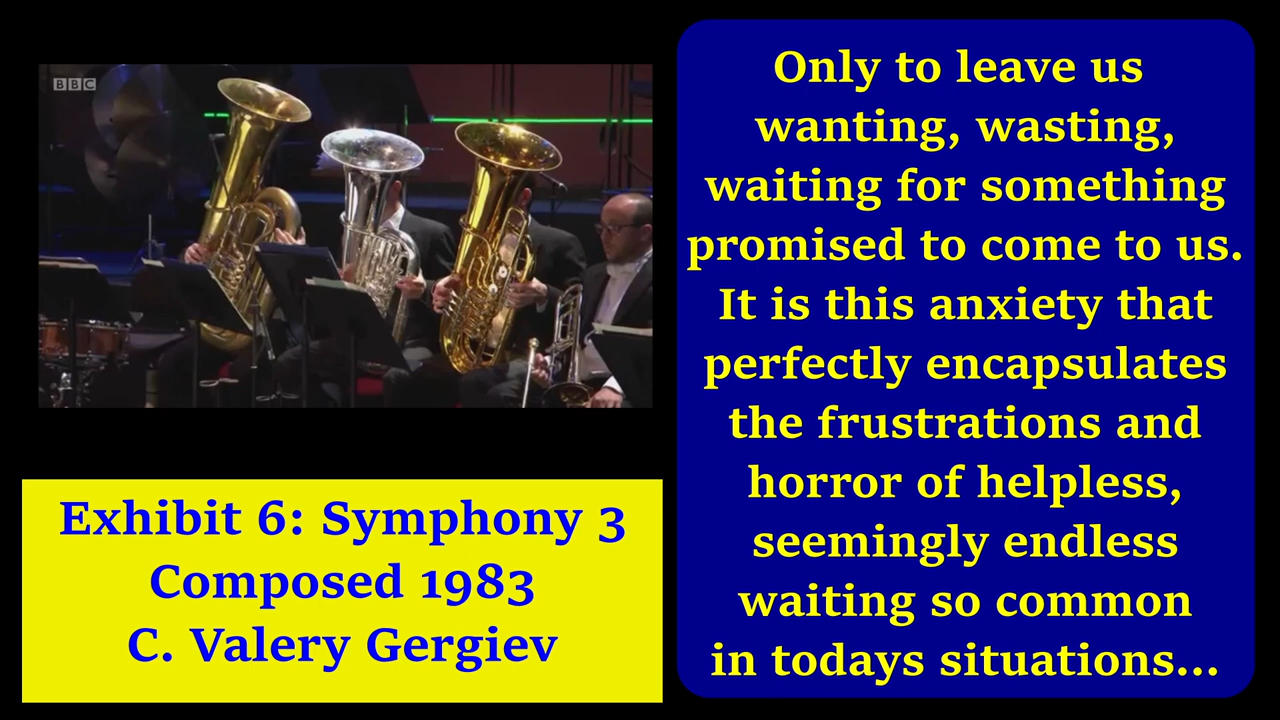 BBC
Exhibit 6: Symphony 3
Composed 1983
C. Valery Gergiev
Only to leave us
wanting, wasting,
waiting for something
promised to come to us.
It is this anxiety that
perfectly encapsulates
the frustrations and
horror of helpless,
seemingly endless
waiting so common
in todays situations...